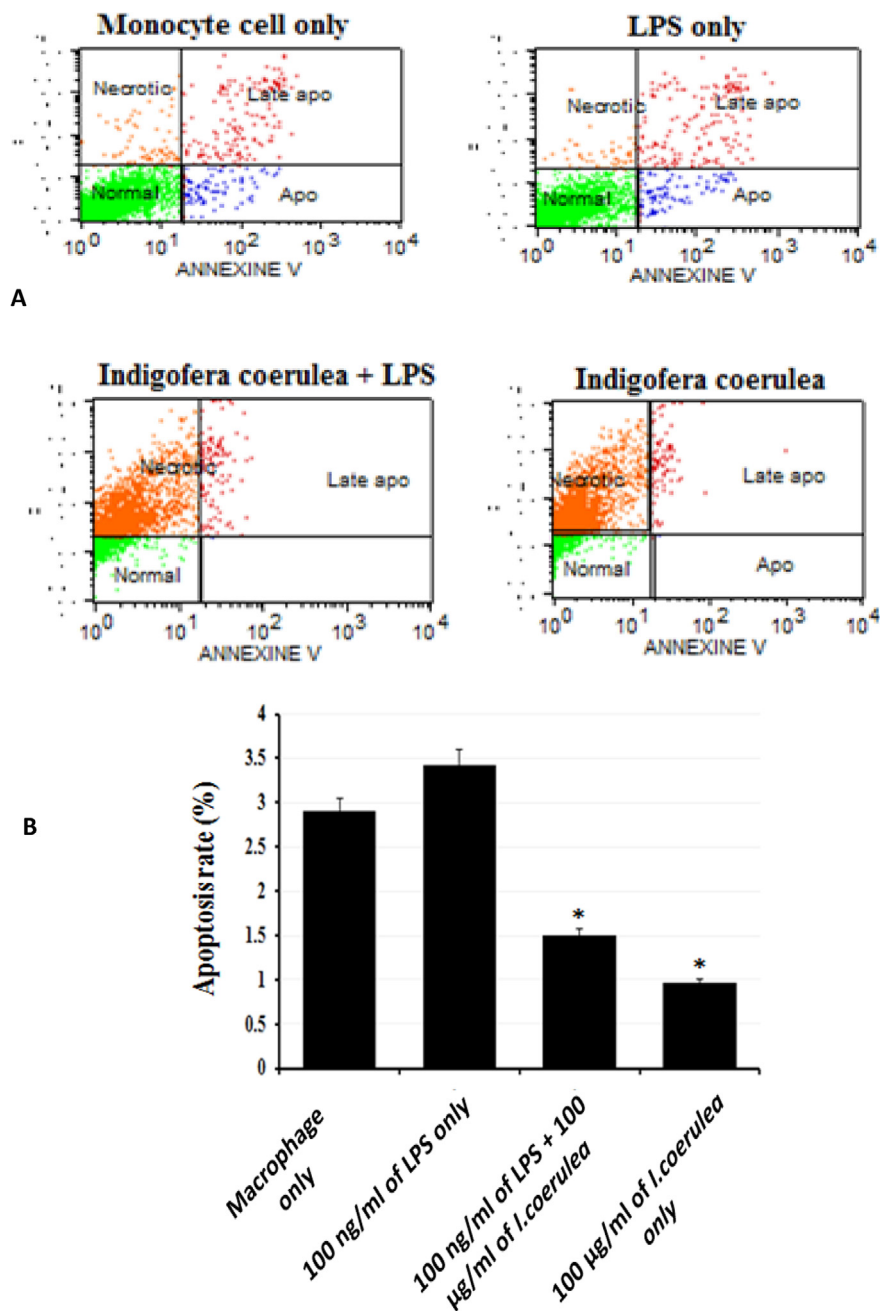 Monocyte cell only
Necrotic
Late apo
Normal
Apo
10^0 10^1 10^2 10^3 10^4
ANNEXINE V
LPS only
Necrotic
Late apo
Normal
Apo
10^0 10^1 10^2 10^3 10^4
ANNEXINE V
A
Indigofera coerulea + LPS
Necrotic
Late apo
Normal
10^0 10^1 10^2 10^3 10^4
ANNEXINE V
Indigofera coerulea
Necrotic
Late apo
Normal
Apo
10^0 10^1 10^2 10^3 10^4
ANNEXINE V
B
Apoptosis rate (%)
4
3.5
3
2.5
2
1.5
1
0.5
0
*
*
Macrophage
only
100 ng/ml of LPS only
100 ng/ml of LPS + 100
µg/ml of I.coerulea
100 µg/ml of I.coerulea
only